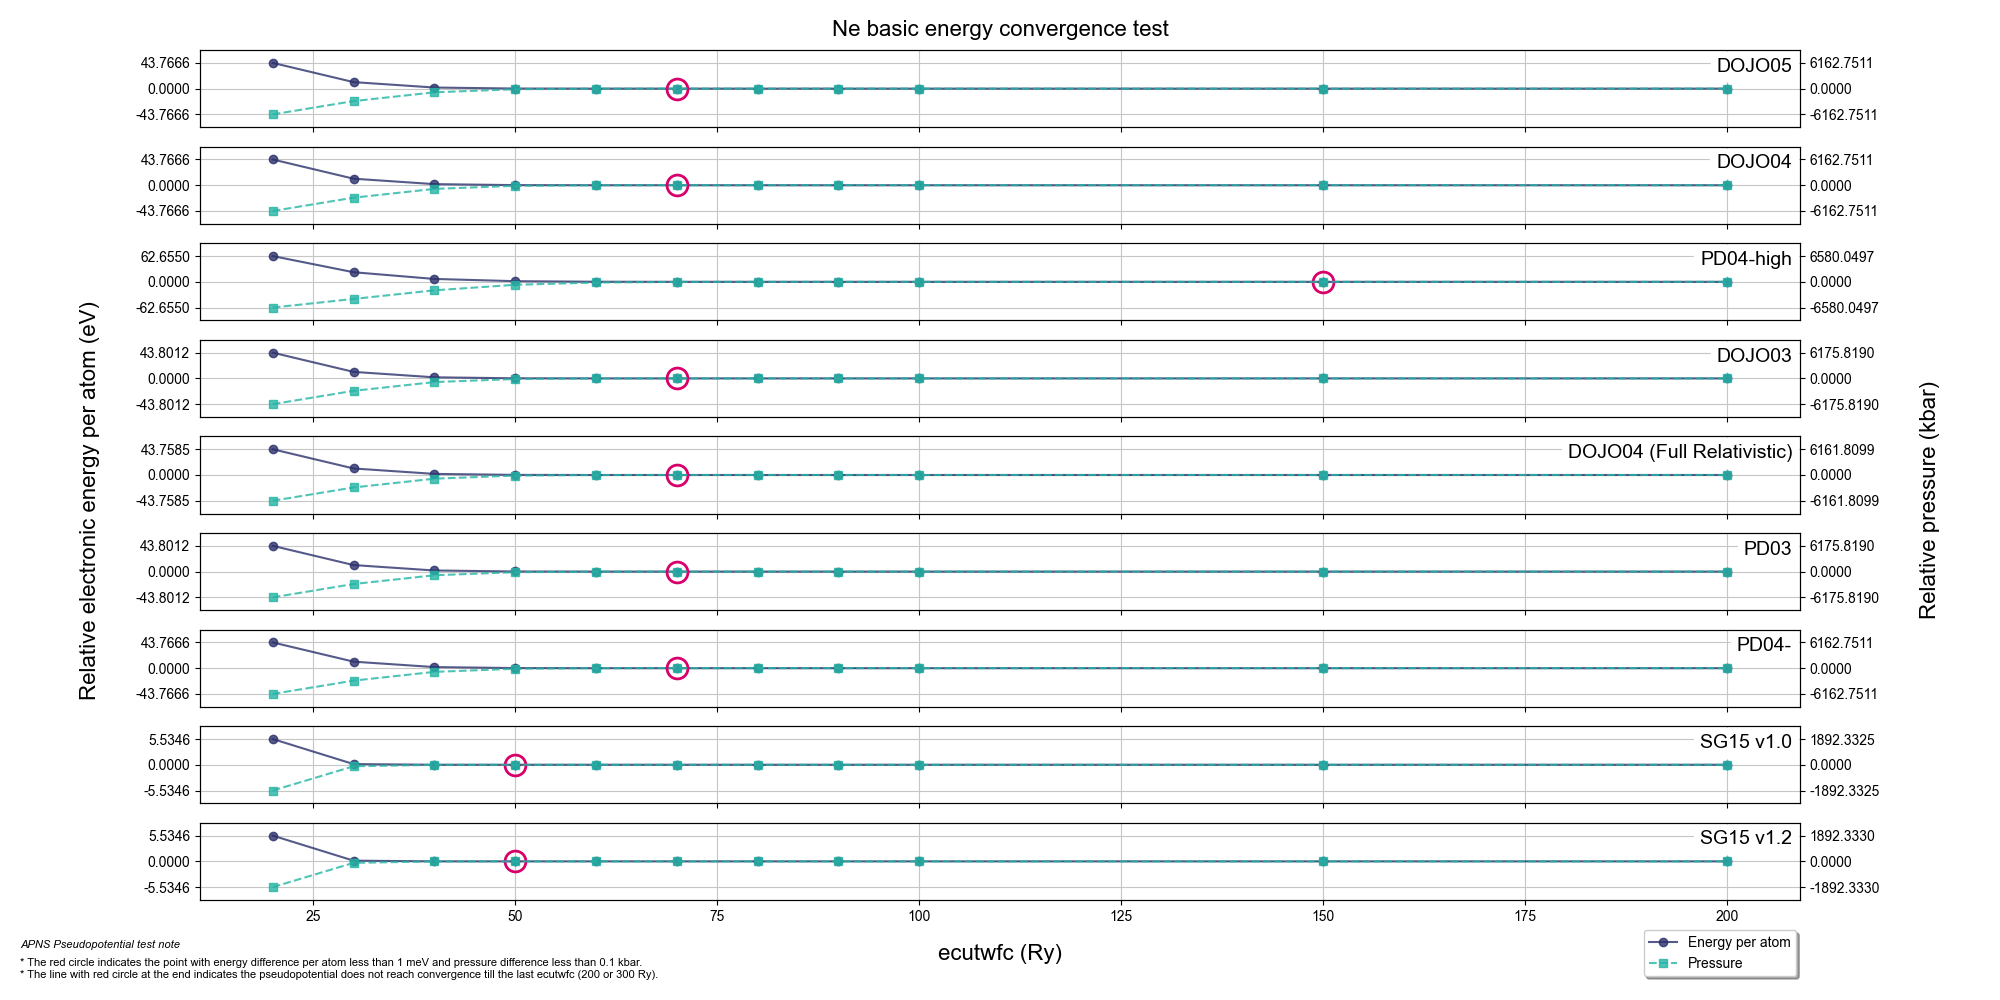 Ne basic energy convergence test
Relative electronic energy per atom (eV)
Relative pressure (kbar)
43.7666
0.0000
-43.7666
DOJO05
6162.7511
0.0000
-6162.7511
43.7666
0.0000
-43.7666
DOJO04
6162.7511
0.0000
-6162.7511
62.6550
0.0000
-62.6550
PD04-high
6580.0497
0.0000
-6580.0497
43.8012
0.0000
-43.8012
DOJO03
6175.8190
0.0000
-6175.8190
43.7585
0.0000
-43.7585
DOJO04 (Full Relativistic)
6161.8099
0.0000
-6161.8099
43.8012
0.0000
-43.8012
PD03
6175.8190
0.0000
-6175.8190
43.7666
0.0000
-43.7666
PD04-
6162.7511
0.0000
-6162.7511
5.5346
0.0000
-5.5346
SG15 v1.0
1892.3325
0.0000
-1892.3325
5.5346
0.0000
-5.5346
SG15 v1.2
1892.3330
0.0000
-1892.3330
25 50 75 100 125 150 175 200
ecutwfc (Ry)
Energy per atom
Pressure
APNS Pseudopotential test note
* The red circle indicates the point with energy difference per atom less than 1 meV and pressure difference less than 0.1 kbar.
* The line with red circle at the end indicates the pseudopotential does not reach convergence till the last ecutwfc (200 or 300 Ry).